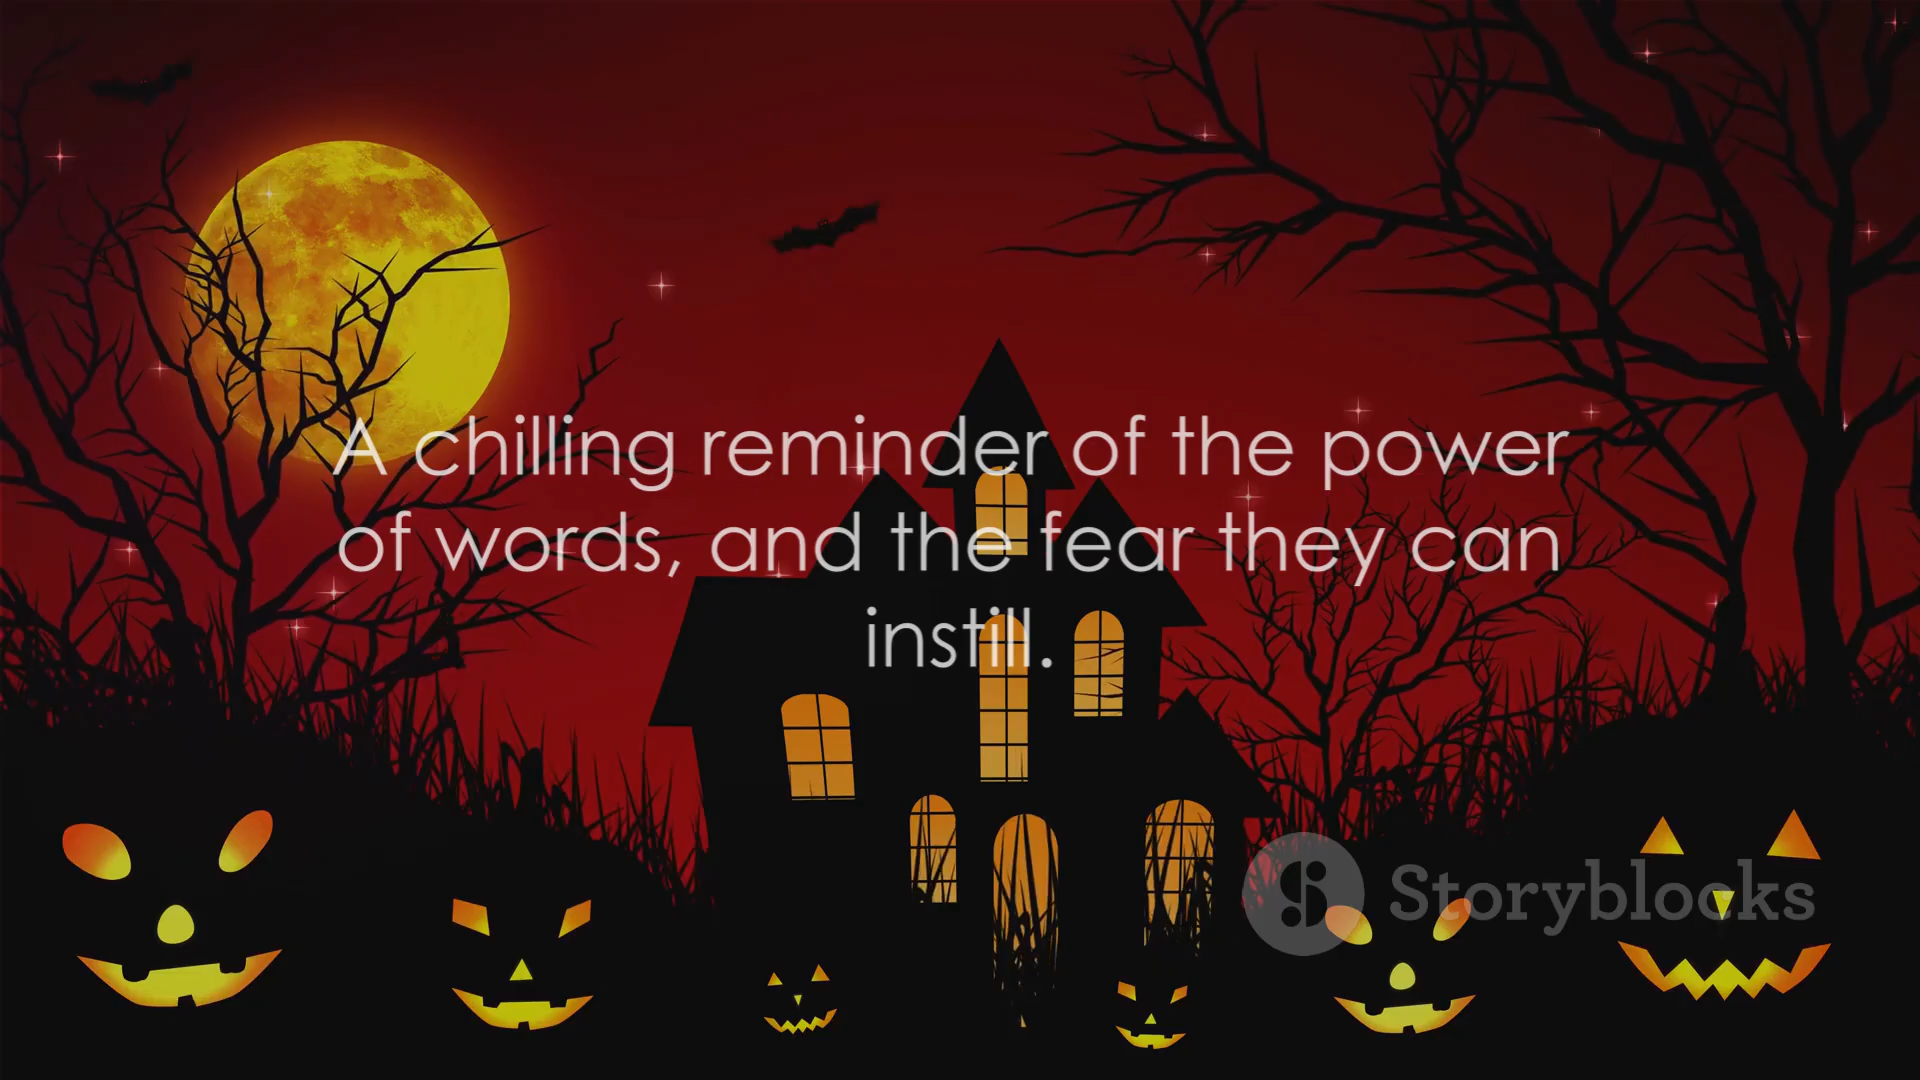 A chilling reminder of the power
of words, and the fear they can
instill.
Storyblocks